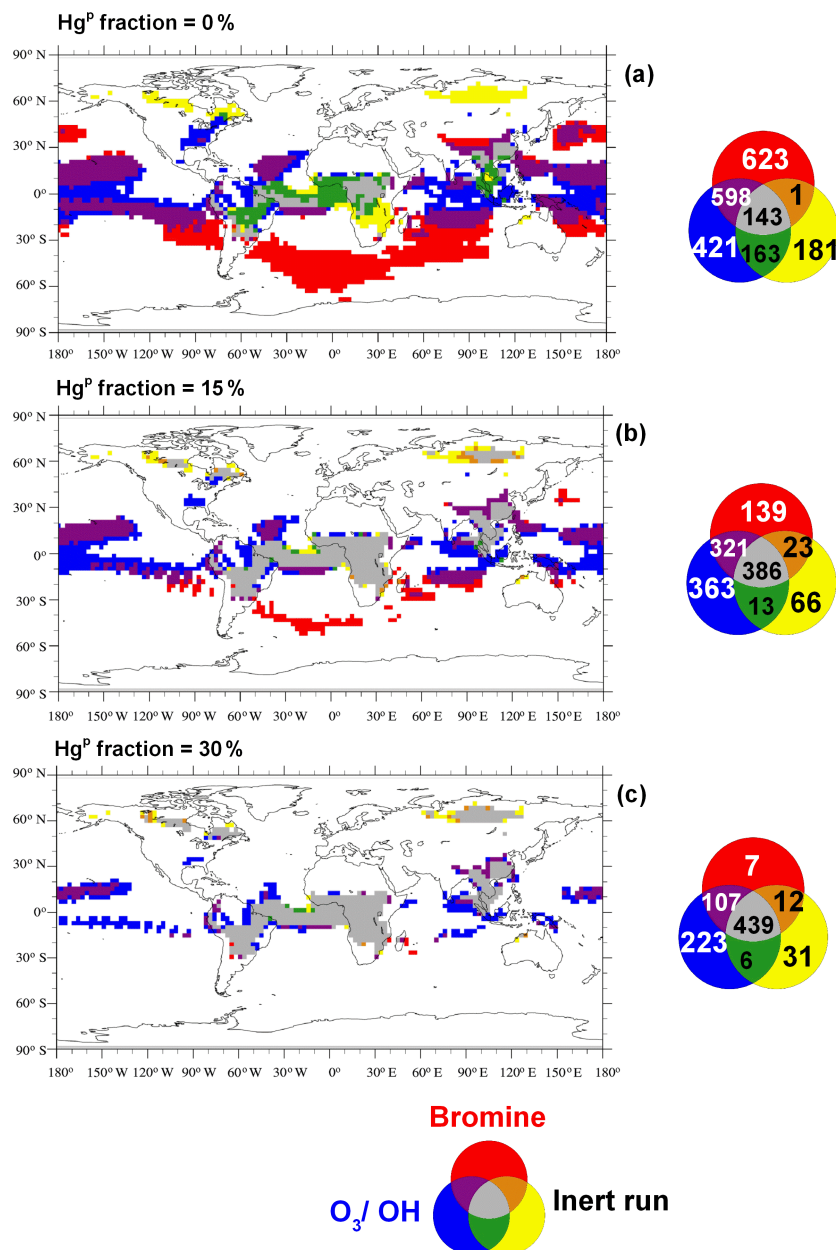 Hgᵖ fraction = 0 %
(a)
90° N
60° N
30° N
0°
30° S
60° S
90° S
180° 150° W 120° W 90° W 60° W 30° W 0° 30° E 60° E 90° E 120° E 150° E 180°
623
598 1
143
421 163 181
Hgᵖ fraction = 15 %
(b)
90° N
60° N
30° N
0°
30° S
60° S
90° S
180° 150° W 120° W 90° W 60° W 30° W 0° 30° E 60° E 90° E 120° E 150° E 180°
139
321 23
386
363 13 66
Hgᵖ fraction = 30 %
(c)
90° N
60° N
30° N
0°
30° S
60° S
90° S
180° 150° W 120° W 90° W 60° W 30° W 0° 30° E 60° E 90° E 120° E 150° E 180°
7
107 12
439
223 6 31
Bromine
O₃/ OH Inert run